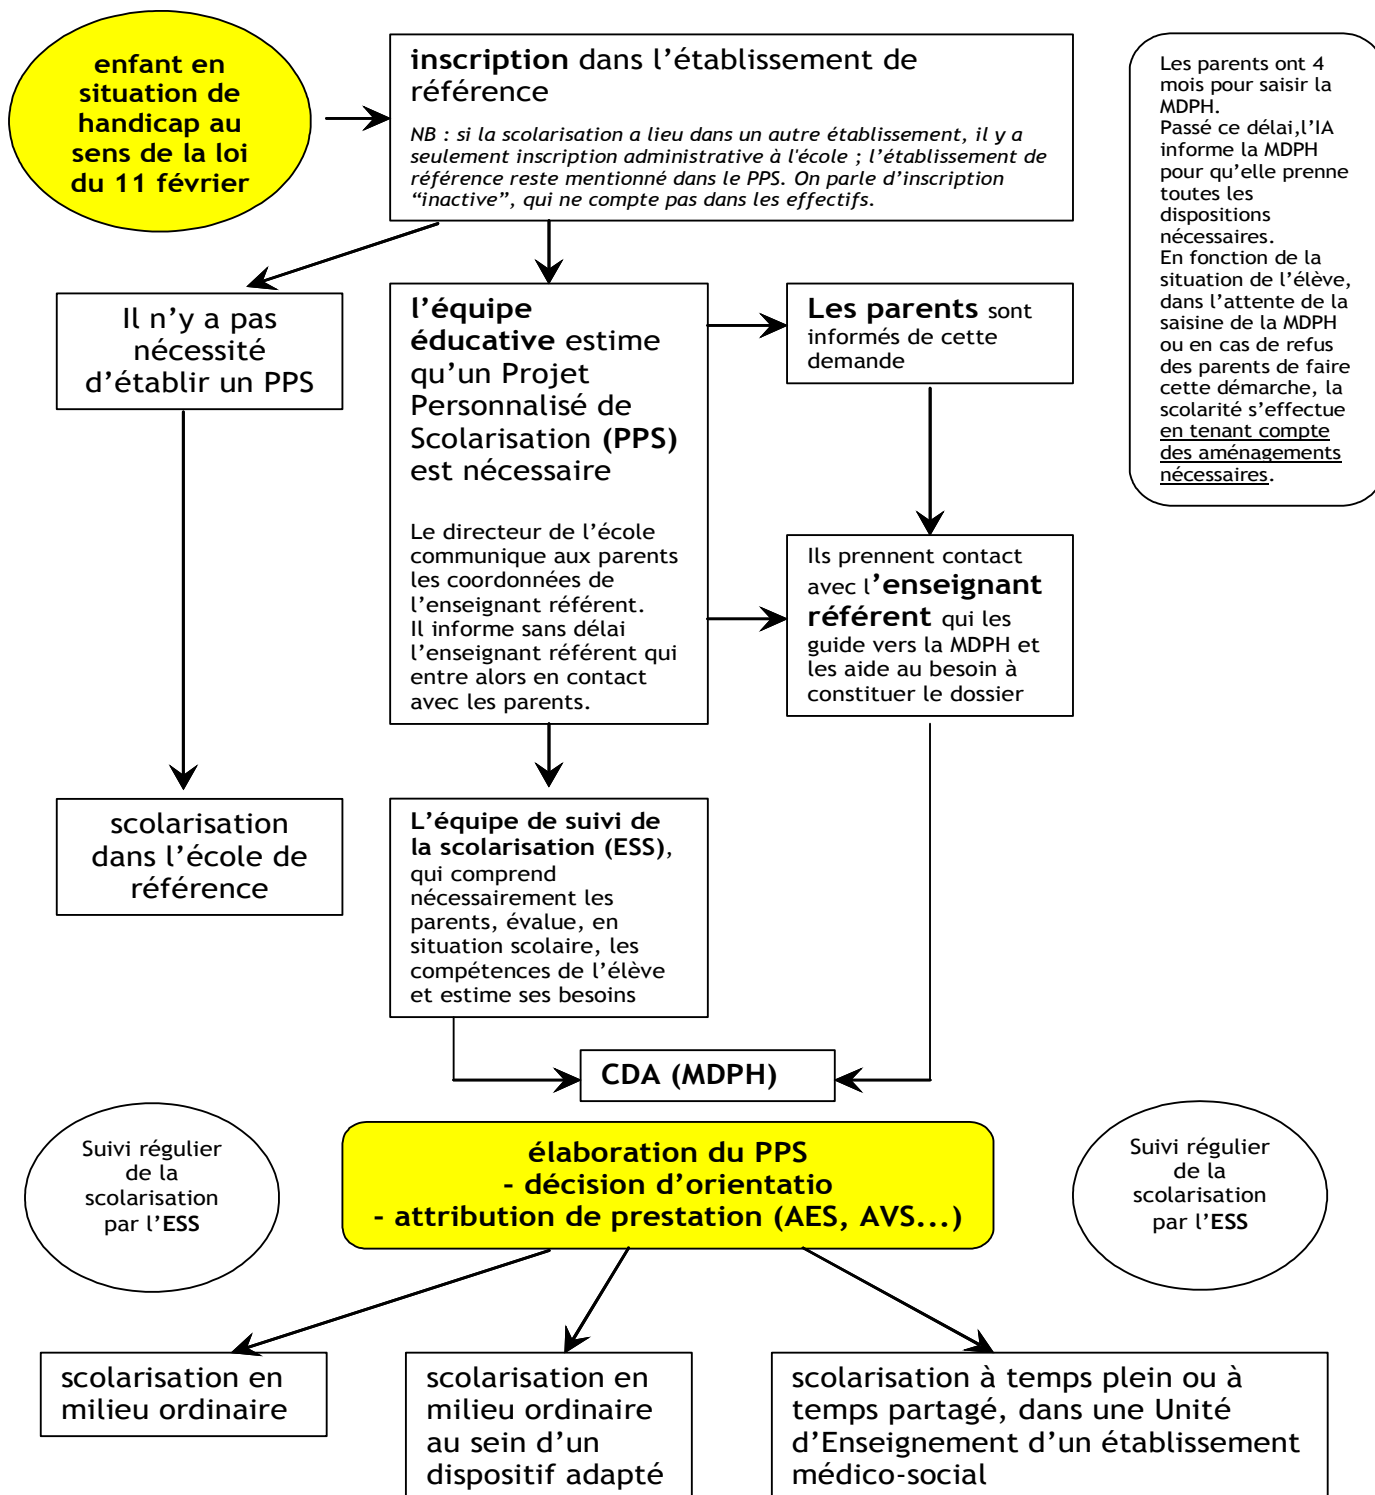 enfant en
situation de
handicap au
sens de la loi
du 11 février
inscription dans l’établissement de
référence
NB : si la scolarisation a lieu dans un autre établissement, il y a
seulement inscription administrative à l'école ; l’établissement de
référence reste mentionné dans le PPS. On parle d’inscription
“inactive”, qui ne compte pas dans les effectifs.
Les parents ont 4
mois pour saisir la
MDPH.
Passé ce délai,l’IA
informe la MDPH
pour qu’elle prenne
toutes les
dispositions
nécessaires.
En fonction de la
situation de l’élève,
dans l’attente de la
saisine de la MDPH
ou en cas de refus
des parents de faire
cette démarche, la
scolarité s’effectue
en tenant compte
des aménagements
nécessaires.
Il n’y a pas
nécessité
d’établir un PPS
l’équipe
éducative estime
qu’un Projet
Personnalisé de
Scolarisation (PPS)
est nécessaire
Le directeur de l’école
communique aux parents
les coordonnées de
l’enseignant référent.
Il informe sans délai
l’enseignant référent qui
entre alors en contact
avec les parents.
Les parents sont
informés de cette
demande
Ils prennent contact
avec l’enseignant
référent qui les
guide vers la MDPH et
les aide au besoin à
constituer le dossier
scolarisation
dans l’école de
référence
L’équipe de suivi de
la scolarisation (ESS),
qui comprend
nécessairement les
parents, évalue, en
situation scolaire, les
compétences de l’élève
et estime ses besoins
CDA (MDPH)
Suivi régulier
de la
scolarisation
par l’ESS
élaboration du PPS
- décision d’orientatio
- attribution de prestation (AES, AVS...)
Suivi régulier
de la
scolarisation
par l’ESS
scolarisation en
milieu ordinaire
scolarisation en
milieu ordinaire
au sein d’un
dispositif adapté
scolarisation à temps plein ou à
temps partagé, dans une Unité
d’Enseignement d’un établissement
médico-social